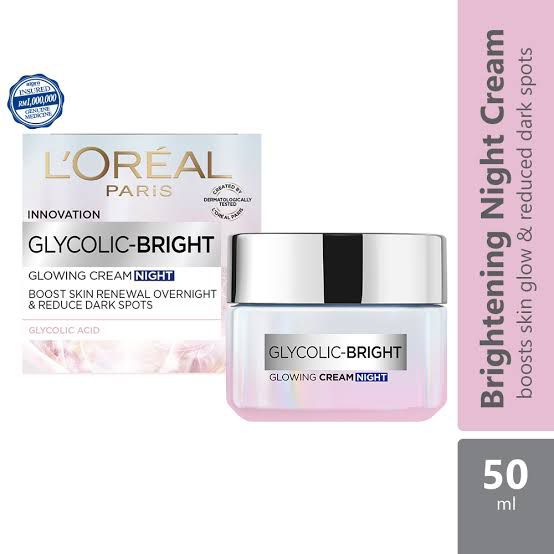 alpro
INSURED
RM1,000,000
GENUINE
MEDICINE
L'ORÉAL
PARIS
CREATED BY
DERMATOLOGICALLY
TESTED
L'ORÉAL PARIS
INNOVATION
GLYCOLIC-BRIGHT
GLOWING CREAM NIGHT
BOOST SKIN RENEWAL OVERNIGHT
& REDUCE DARK SPOTS
GLYCOLIC ACID
GLYCOLIC-BRIGHT
GLOWING CREAM NIGHT
Brightening Night Cream
boosts skin glow & reduced dark spots
50
ml